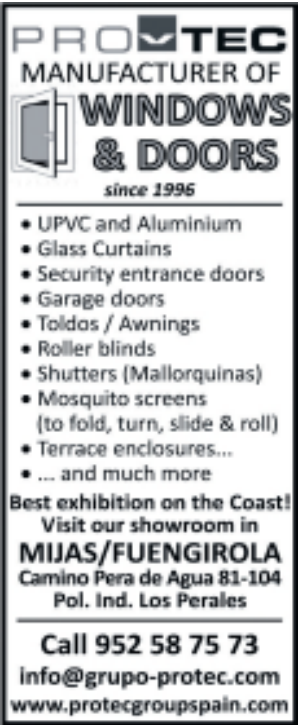 PROTEC
MANUFACTURER OF
WINDOWS
& DOORS
since 1996
• UPVC and Aluminium
• Glass Curtains
• Security entrance doors
• Garage doors
• Toldos / Awnings
• Roller blinds
• Shutters (Mallorquinas)
• Mosquito screens
(to fold, turn, slide & roll)
• Terrace enclosures...
• ... and much more
Best exhibition on the Coast!
Visit our showroom in
MIJAS/FUENGIROLA
Camino Pera de Agua 81-104
Pol. Ind. Los Perales
Call 952 58 75 73
info@grupo-protec.com
www.protecgroupspain.com